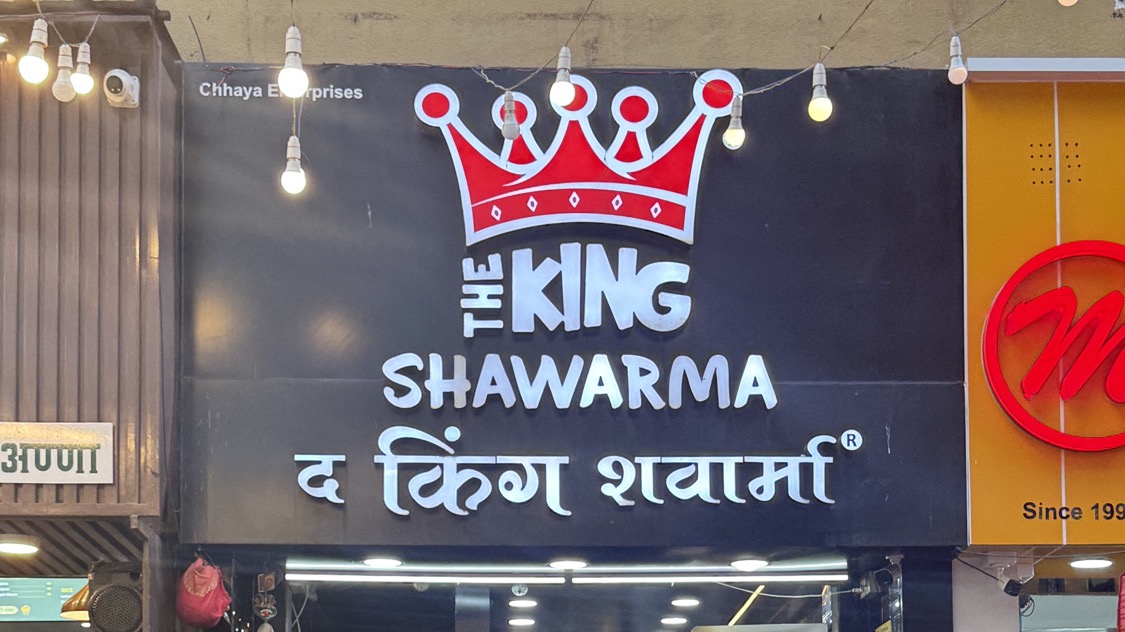 Chhaya Enterprises
THE KING
SHAWARMA
द किंग शवार्मा ®
अण्णा
Since 199